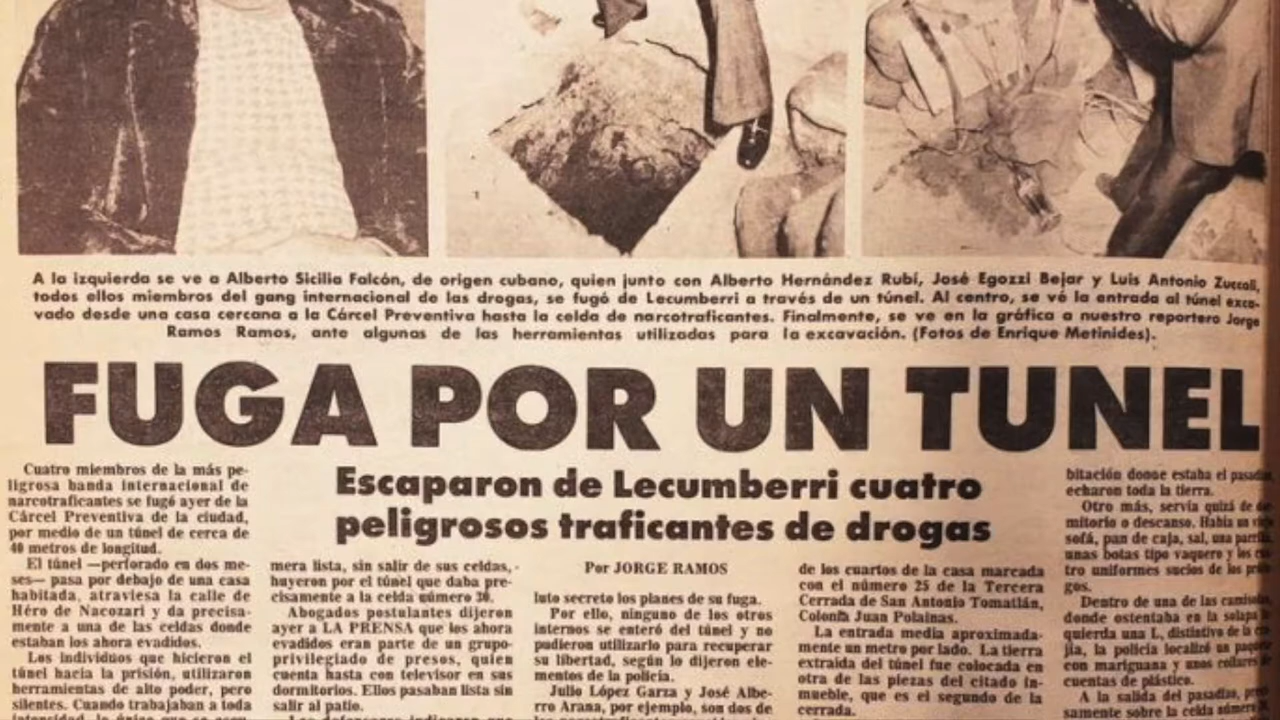 A la izquierda se ve a Alberto Sicilia Falcón, de origen cubano, quien junto con Alberto Hernández Rubí, José Egozzi Bejar y Luis Antonio Zuccoli,
todos ellos miembros del gang internacional de las drogas, se fugó de Lecumberri a través de un túnel. Al centro, se vé la entrada al túnel exca-
vado desde una casa cercana a la Cárcel Preventiva hasta la celda de narcotraficantes. Finalmente, se ve en la gráfica a nuestro reportero Jorge
Ramos Ramos, ante algunas de las herramientas utilizadas para la excavación. (Fotos de Enrique Metinides).
FUGA POR UN TUNEL
Escaparon de Lecumberri cuatro
peligrosos traficantes de drogas
Cuatro miembros de la más pe-
ligrosa banda internacional de
narcotraficantes se fugó ayer de la
Cárcel Preventiva de la ciudad,
por medio de un túnel de cerca de
40 metros de longitud.
El túnel —perforado en dos me-
ses— pasa por debajo de una casa
habitada, atraviesa la calle de
Héroe de Nacozari y da precisa-
mente a una de las celdas donde
estaban los ahora evadidos.
Los individuos que hicieron el
túnel hacia la prisión, utilizaron
herramientas de alto poder, pero
silentes. Cuando trabajaban a toda
mera lista, sin salir de sus celdas,
huyeron por el túnel que daba pre-
cisamente a la celda número 30.
Abogados postulantes dijeron
ayer a LA PRENSA que los ahora
evadidos eran parte de un grupo
privilegiado de presos, quien
cuenta hasta con televisor en sus
dormitorios. Ellos pasaban lista sin
salir al patio.
Por JORGE RAMOS
luto secreto los planes de su fuga.
Por ello, ninguno de los otros
internos se enteró del túnel y no
pudieron utilizarlo para recuperar
su libertad, según lo dijeron ele-
mentos de la policía.
Julio López Garza y José Albe-
rro Arana, por ejemplo, son dos de
de los cuartos de la casa marcada
con el número 25 de la Tercera
Cerrada de San Antonio Tomatlán,
Colonia Juan Polainas.
La entrada media aproximada-
mente un metro por lado. La tierra
extraída del túnel fue colocada en
otra de las piezas del citado in-
mueble, que es el segundo de la
cerrada.
bitación donde estaba el
echaron toda la tierra.
Otro más, servía quizá de
mitorio o descanso. Había un
sofá, pan de caja, sal, una
unas botas tipo vaquero y los
tro uniformes sucios de los
gos.
Dentro de una de las
donde ostentaba en la solapa
quierda una L, distintivo de la
jía, la policía localizó un
con mariguana y unos collares
cuentas de plástico.
A la salida del pasadizo,
samente sobre la celda